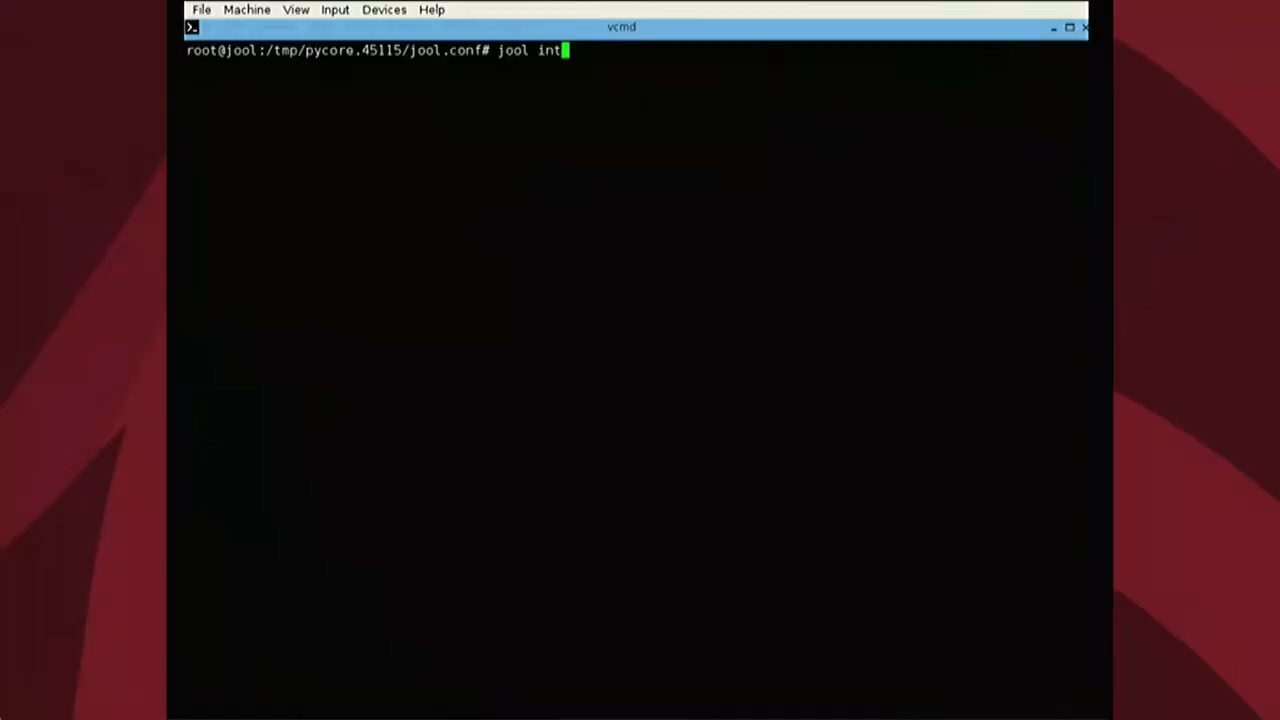 File Machine View Input Devices Help
vcmd
root@jool:/tmp/pycore.45115/jool.conf# jool int